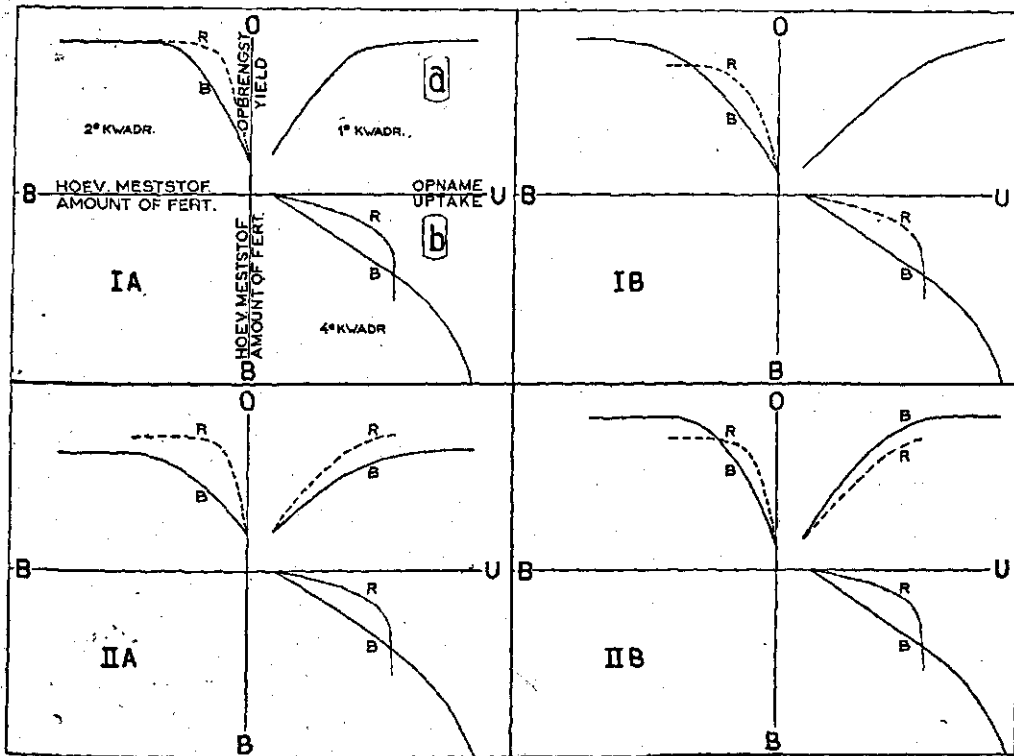 O
R
B
OPBRENGST
YIELD
a
2e KWADR.
1e KWADR.
B
HOEV. MESTSTOF
AMOUNT OF FERT.
OPNAME
UPTAKE
U
HOEV. MESTSTOF
AMOUNT OF FERT.
R
b
B
IA
4e KWADR
B
O
R
B
B
U
R
B
IB
B
O
R
B
R
B
B
U
R
B
IIA
B
O
R
B
B
R
B
U
R
B
IIB
B